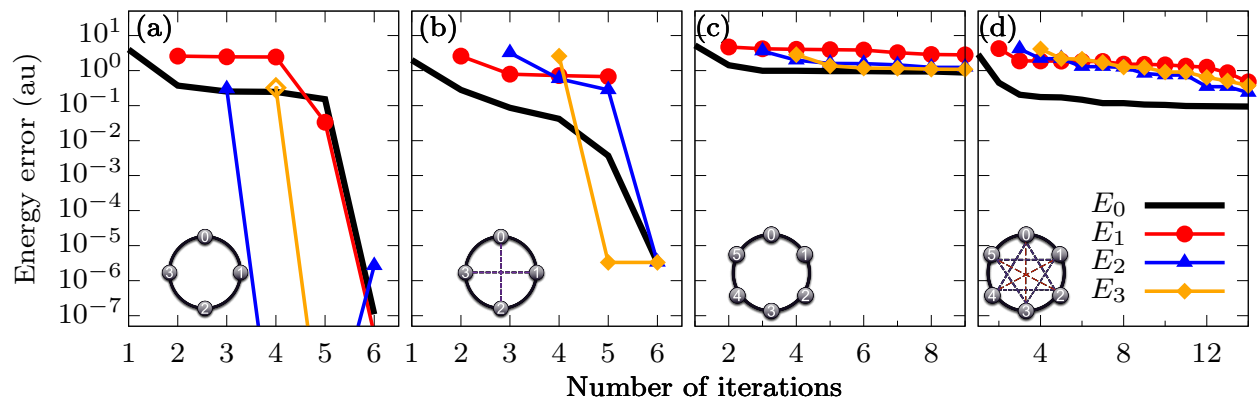 (a) (b) (c) (d)
Energy error (au)
10^1
10^0
10^-1
10^-2
10^-3
10^-4
10^-5
10^-6
10^-7
E_0
E_1
E_2
E_3
0 3 1 2
0 3 1 2
0 5 1 4 2 3
0 5 1 4 2 3
1 2 3 4 5 6 1 2 3 4 5 6 2 4 6 8 4 8 12
Number of iterations